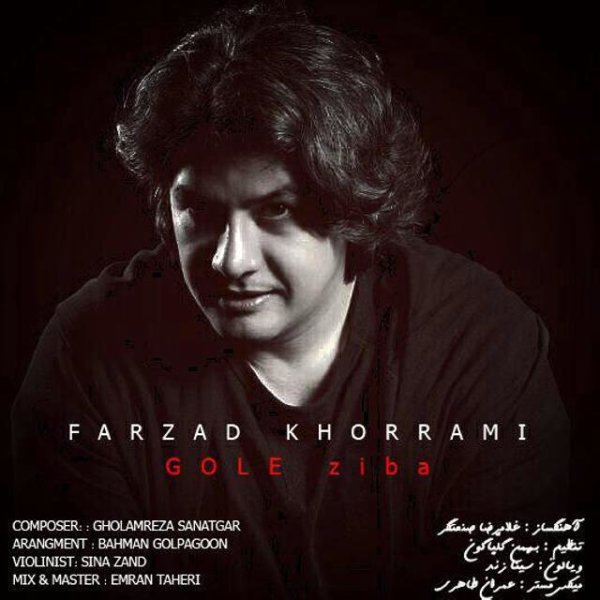 FARZAD KHORRAMI
GOLE ziba
COMPOSER: : GHOLAMREZA SANATGAR
ARANGMENT : BAHMAN GOLPAGOON
VIOLINIST: SINA ZAND
MIX & MASTER : EMRAN TAHERI
آهنگساز : غلامرضا صنعتگر
تنظیم : بهمن گلپاگون
ویالون : سینا زند
میکس مستر : عمران طاهری